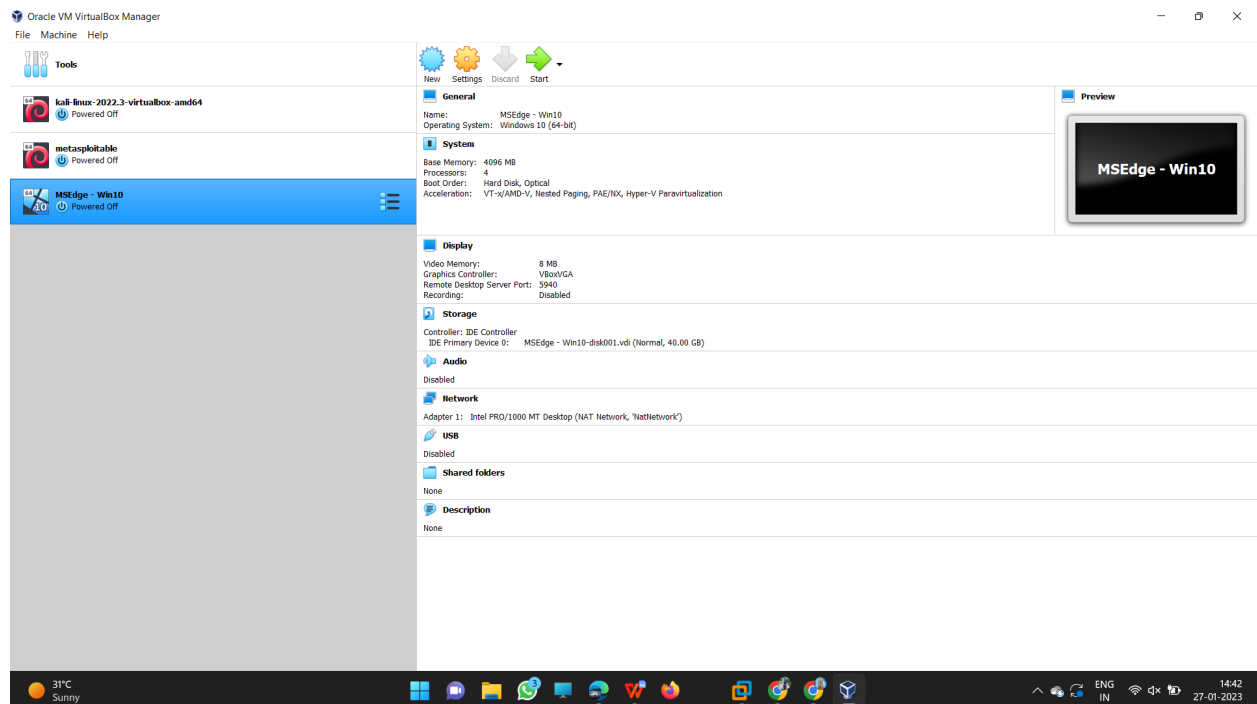 Oracle VM VirtualBox Manager
File Machine Help
Tools
New Settings Discard Start
64
kali-linux-2022.3-virtualbox-amd64
Powered Off
64
metasploitable
Powered Off
64
10
MSEdge - Win10
Powered Off
General
Name: MSEdge - Win10
Operating System: Windows 10 (64-bit)
System
Base Memory: 4096 MB
Processors: 4
Boot Order: Hard Disk, Optical
Acceleration: VT-x/AMD-V, Nested Paging, PAE/NX, Hyper-V Paravirtualization
Preview
MSEdge - Win10
Display
Video Memory: 8 MB
Graphics Controller: VBoxVGA
Remote Desktop Server Port: 5940
Recording: Disabled
Storage
Controller: IDE Controller
IDE Primary Device 0: MSEdge - Win10-disk001.vdi (Normal, 40.00 GB)
Audio
Disabled
Network
Adapter 1: Intel PRO/1000 MT Desktop (NAT Network, 'NatNetwork')
USB
Disabled
Shared folders
None
Description
None
31°C
Sunny
3
ENG
IN
14:42
27-01-2023